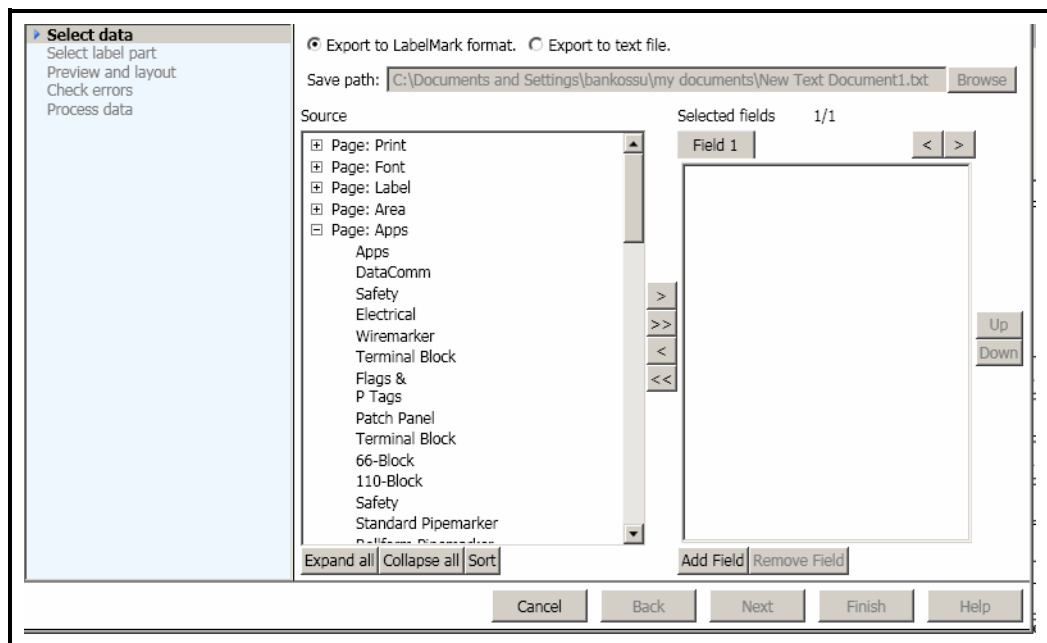 Select data
Select label part
Preview and layout
Check errors
Process data
Export to LabelMark format. Export to text file.
Save path: C:\Documents and Settings\bankossu\my documents\New Text Document1.txt Browse
Source
Selected fields 1/1
Page: Print
Page: Font
Page: Label
Page: Area
Page: Apps
Apps
DataComm
Safety
Electrical
Wiremarker
Terminal Block
Flags &
P Tags
Patch Panel
Terminal Block
66-Block
110-Block
Safety
Standard Pipemarker
Expand all Collapse all Sort
>
>>
<
<<
Field 1 < >
Up
Down
Add Field Remove Field
Cancel Back Next Finish Help